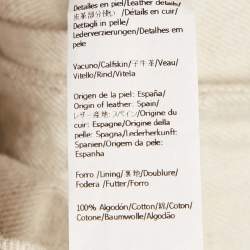 Detalles en piel/Leather details/
皮革部分使い/Détails en cuir/
Dettagli in pelle/
Lederverzierungen/Detalhes em
pele
Vacuno/Calfskin/子牛革/Veau/
Vitello/Rind/Vitela
Origen de la piel: España/
Origin of leather: Spain/
レザー産地: スペイン/Origine du
cuir: Espagne/Origine della
pelle: Spagna/Lederherkunft:
Spanien/Origem da pele:
Espanha
Forro /Lining/裏地/Doublure/
Fodera /Futter/Forro
100% Algodón/Cotton/綿/Coton/
Cotone/Baumwolle/Algodão